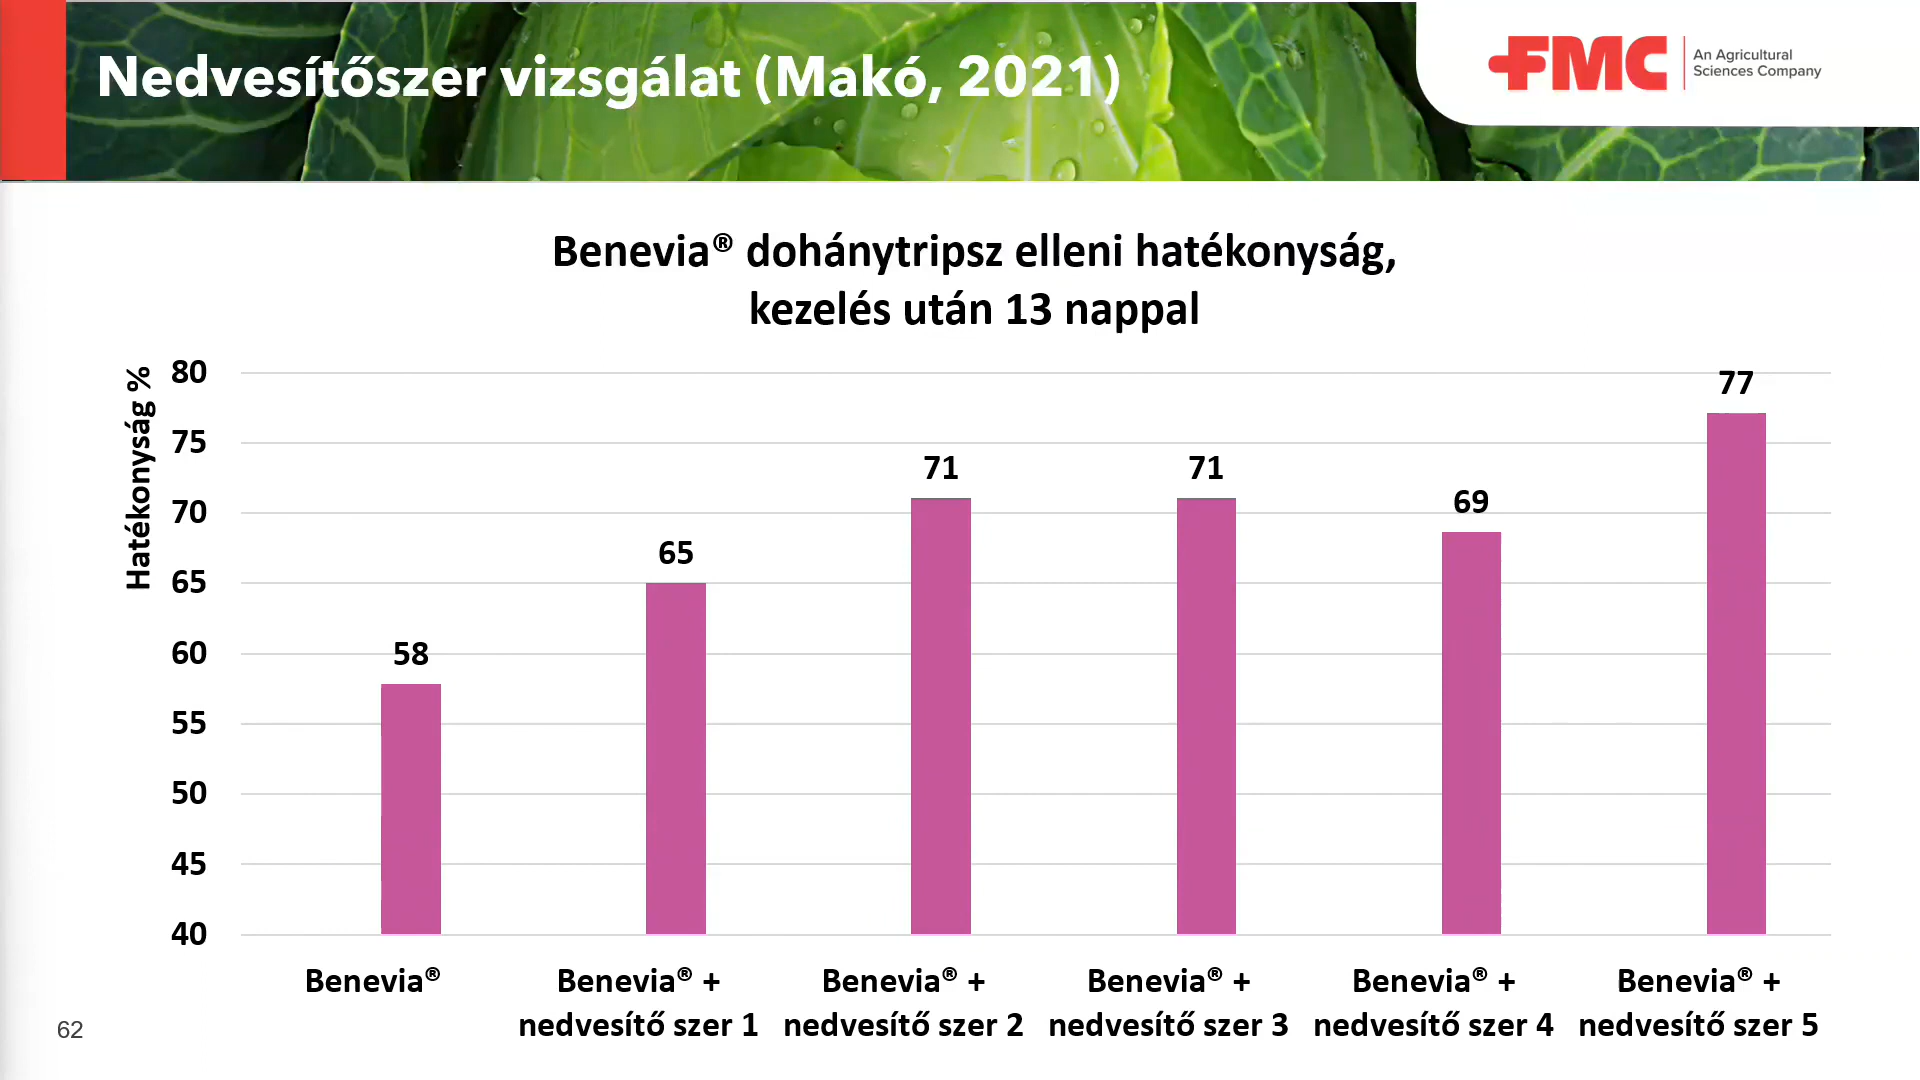 Nedvesítőszer vizsgálat (Makó, 2021)
FMC
An Agricultural
Sciences Company
Benevia® dohánytripsz elleni hatékonyság,
kezelés után 13 nappal
Hatékonyság %
80
75
70
65
60
55
50
45
40
58
65
71
71
69
77
Benevia®
Benevia® +
nedvesítő szer 1
Benevia® +
nedvesítő szer 2
Benevia® +
nedvesítő szer 3
Benevia® +
nedvesítő szer 4
Benevia® +
nedvesítő szer 5
62